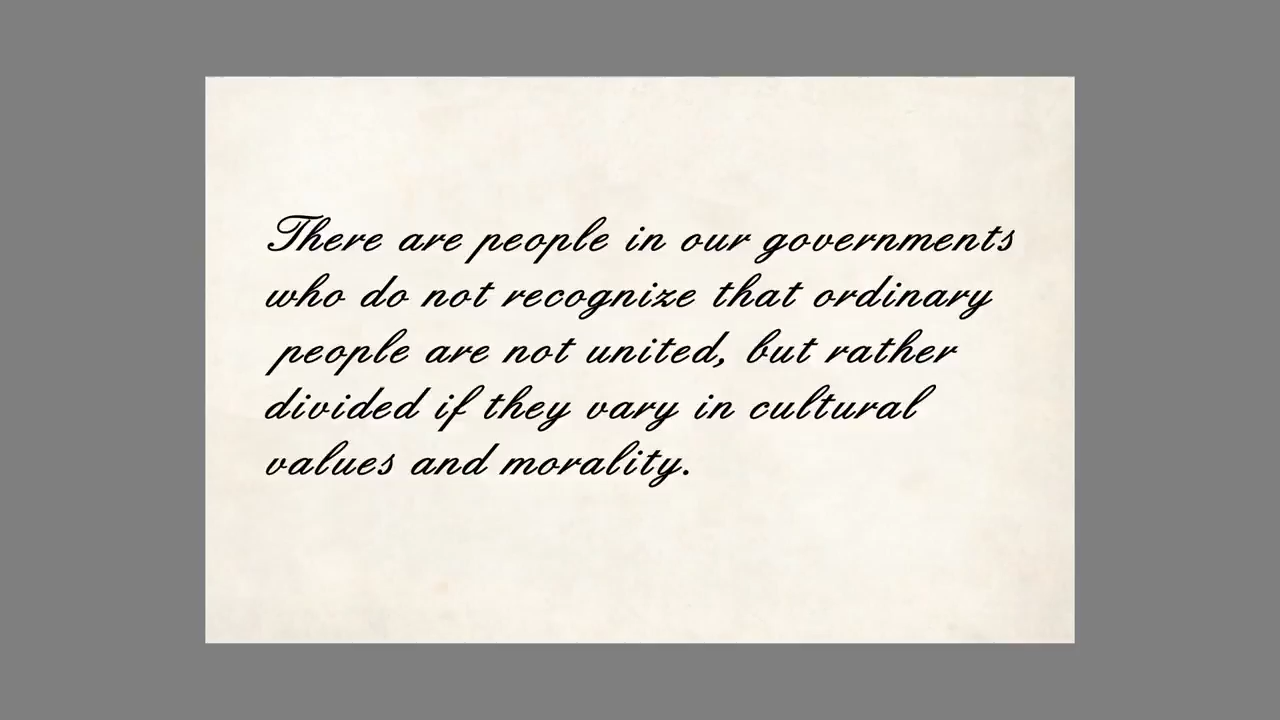 There are people in our governments
who do not recognize that ordinary
people are not united, but rather
divided if they vary in cultural
values and morality.